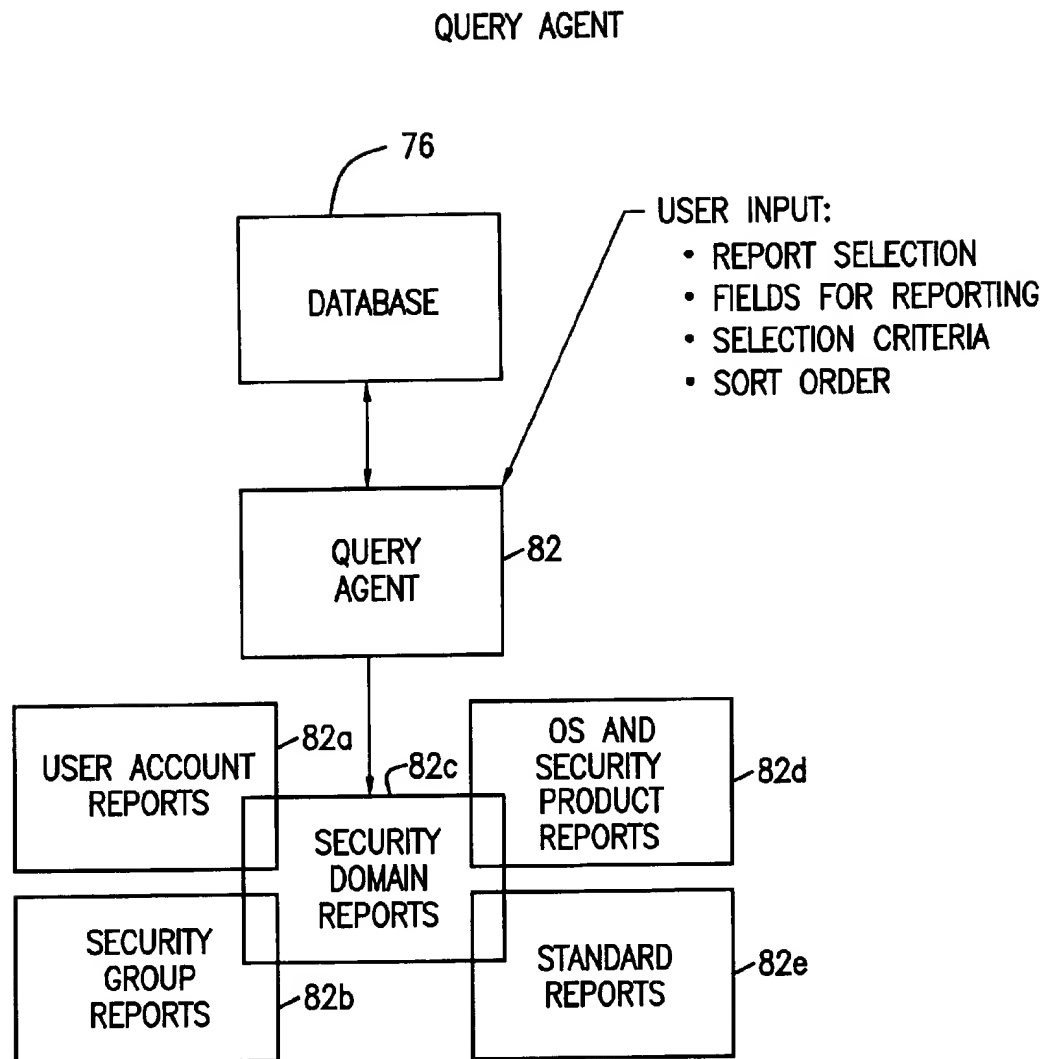 QUERY AGENT
76
DATABASE
USER INPUT:
• REPORT SELECTION
• FIELDS FOR REPORTING
• SELECTION CRITERIA
• SORT ORDER
QUERY
AGENT
82
USER ACCOUNT
REPORTS
82a
82c
SECURITY
DOMAIN
REPORTS
OS AND
SECURITY
PRODUCT
REPORTS
82d
SECURITY
GROUP
REPORTS
82b
STANDARD
REPORTS
82e